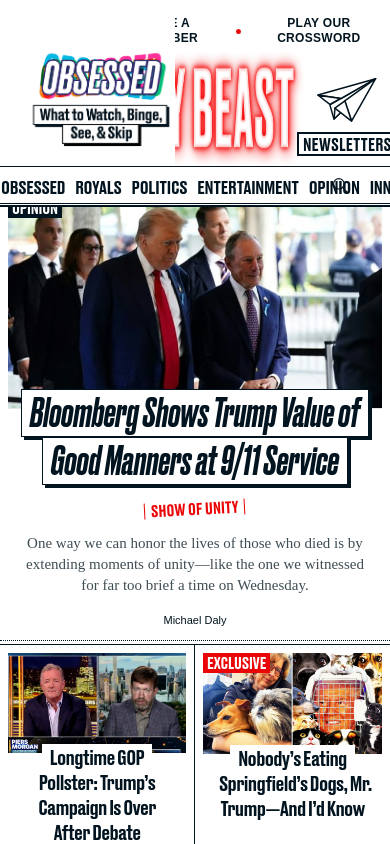 E A
BER
PLAY OUR
CROSSWORD
OBSESSED
What to Watch, Binge,
See, & Skip
Y BEAST
NEWSLETTERS
OBSESSED ROYALS POLITICS ENTERTAINMENT OPINION INN
OPINION
Bloomberg Shows Trump Value of
Good Manners at 9/11 Service
SHOW OF UNITY
One way we can honor the lives of those who died is by
extending moments of unity—like the one we witnessed
for far too brief a time on Wednesday.
Michael Daly
PIERS
MORGAN
Longtime GOP
Pollster: Trump’s
Campaign Is Over
After Debate
EXCLUSIVE
Nobody’s Eating
Springfield’s Dogs, Mr.
Trump—And I’d Know